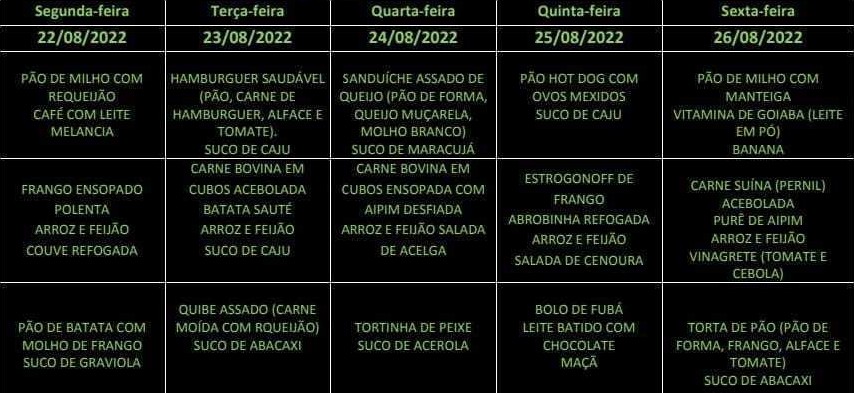 Segunda-feira
Terça-feira
Quarta-feira
Quinta-feira
Sexta-feira
22/08/2022
23/08/2022
24/08/2022
25/08/2022
26/08/2022
PÃO DE MILHO COM
REQUEIJÃO
CAFÉ COM LEITE
MELANCIA
HAMBURGUER SAUDÁVEL
(PÃO, CARNE DE
HAMBURGUER, ALFACE E
TOMATE).
SUCO DE CAJU
SANDUÍCHE ASSADO DE
QUEIJO (PÃO DE FORMA,
QUEIJO MUÇARELA,
MOLHO BRANCO)
SUCO DE MARACUJÁ
PÃO HOT DOG COM
OVOS MEXIDOS
SUCO DE CAJU
PÃO DE MILHO COM
MANTEIGA
VITAMINA DE GOIABA (LEITE
EM PÓ)
BANANA
FRANGO ENSOPADO
POLENTA
ARROZ E FEIJÃO
COUVE REFOGADA
CARNE BOVINA EM
CUBOS ACEBOLADA
BATATA SAUTÉ
ARROZ E FEIJÃO
SUCO DE CAJU
CARNE BOVINA EM
CUBOS ENSOPADA COM
AIPIM DESFIADA
ARROZ E FEIJÃO SALADA
DE ACELGA
ESTROGONOFF DE
FRANGO
ABROBINHA REFOGADA
ARROZ E FEIJÃO
SALADA DE CENOURA
CARNE SUÍNA (PERNIL)
ACEBOLADA
PURÊ DE AIPIM
ARROZ E FEIJÃO
VINAGRETE (TOMATE E
CEBOLA)
PÃO DE BATATA COM
MOLHO DE FRANGO
SUCO DE GRAVIOLA
QUIBE ASSADO (CARNE
MOÍDA COM RQUEIJÃO)
SUCO DE ABACAXI
TORTINHA DE PEIXE
SUCO DE ACEROLA
BOLO DE FUBÁ
LEITE BATIDO COM
CHOCOLATE
MAÇÃ
TORTA DE PÃO (PÃO DE
FORMA, FRANGO, ALFACE E
TOMATE)
SUCO DE ABACAXI